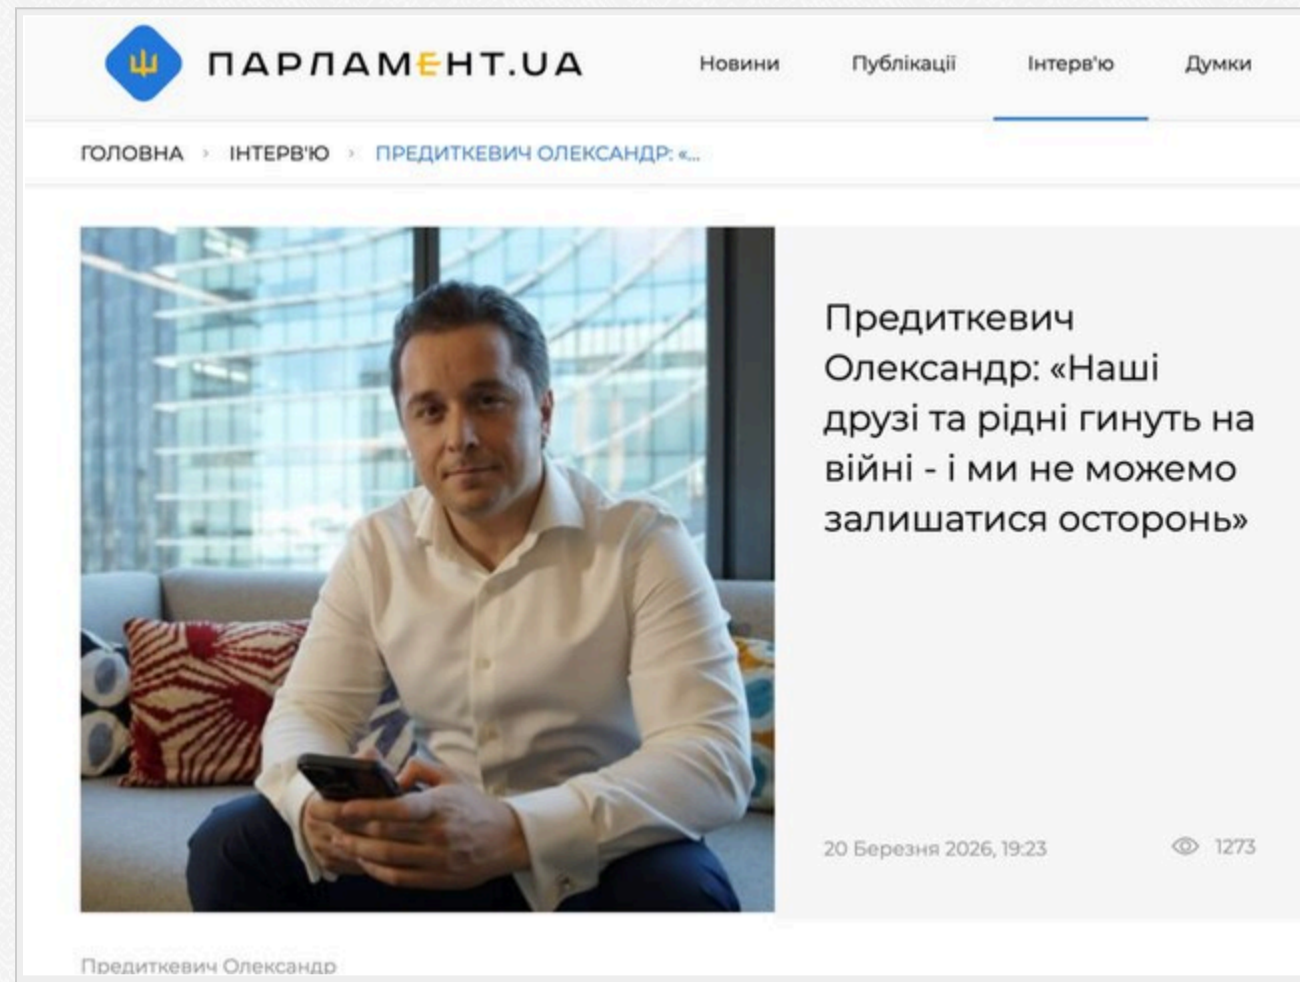 ПАРЛАМЕНТ.UA
Новини
Публікації
Інтерв'ю
Думки
ГОЛОВНА › ІНТЕРВ'Ю › ПРЕДИТКЕВИЧ ОЛЕКСАНДР: «...
Предиткевич
Олександр: «Наші
друзі та рідні гинуть на
війні - і ми не можемо
залишатися осторонь»
20 Березня 2026, 19:23
1273
Предиткевич Олександр